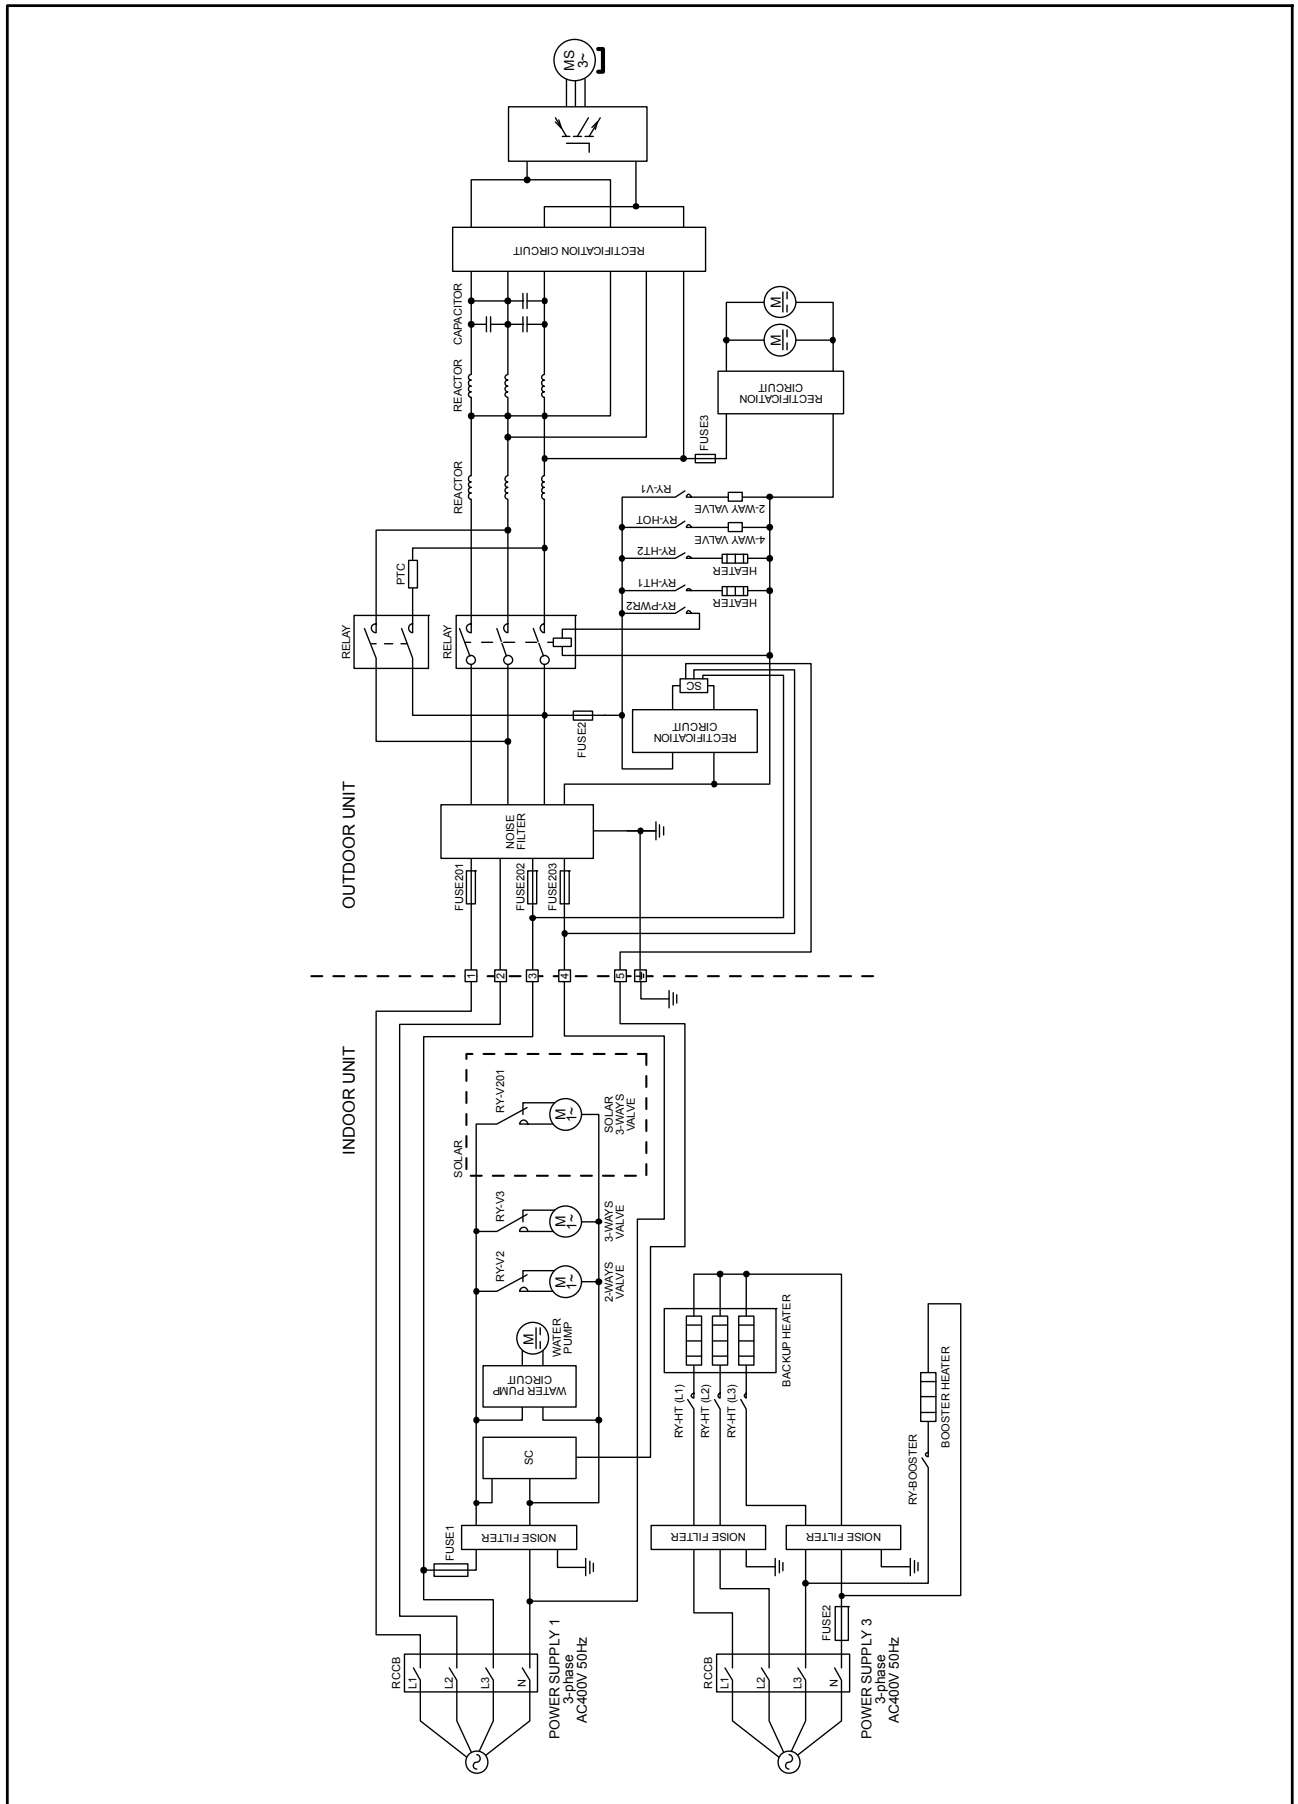 MS
3~
RECTIFICATION CIRCUIT
CAPACITOR
REACTOR
M
M
RECTIFICATION
CIRCUIT
FUSE3
REACTOR
RY-V1
2-WAY VALVE
RY-HOT
4-WAY VALVE
RY-HT2
HEATER
RY-HT1
HEATER
RY-PWR2
PTC
RELAY
RELAY
SC
RECTIFICATION
CIRCUIT
FUSE2
OUTDOOR UNIT
NOISE
FILTER
FUSE201
FUSE202
FUSE203
1
2
3
4
5
INDOOR UNIT
SOLAR
RY-V201
M
1~
SOLAR
3-WAYS
VALVE
RY-V3
M
1~
3-WAYS
VALVE
RY-V2
M
1~
2-WAYS
VALVE
M
WATER
PUMP
WATER PUMP
CIRCUIT
SC
BACKUP HEATER
RY-HT (L1)
RY-HT (L2)
RY-HT (L3)
BOOSTER HEATER
RY-BOOSTER
FUSE1
NOISE FILTER
NOISE FILTER
NOISE FILTER
FUSE2
RCCB
L1
L2
L3
N
POWER SUPPLY 1
3-phase
AC400V 50Hz
RCCB
L1
L2
L3
N
POWER SUPPLY 3
3-phase
AC400V 50Hz